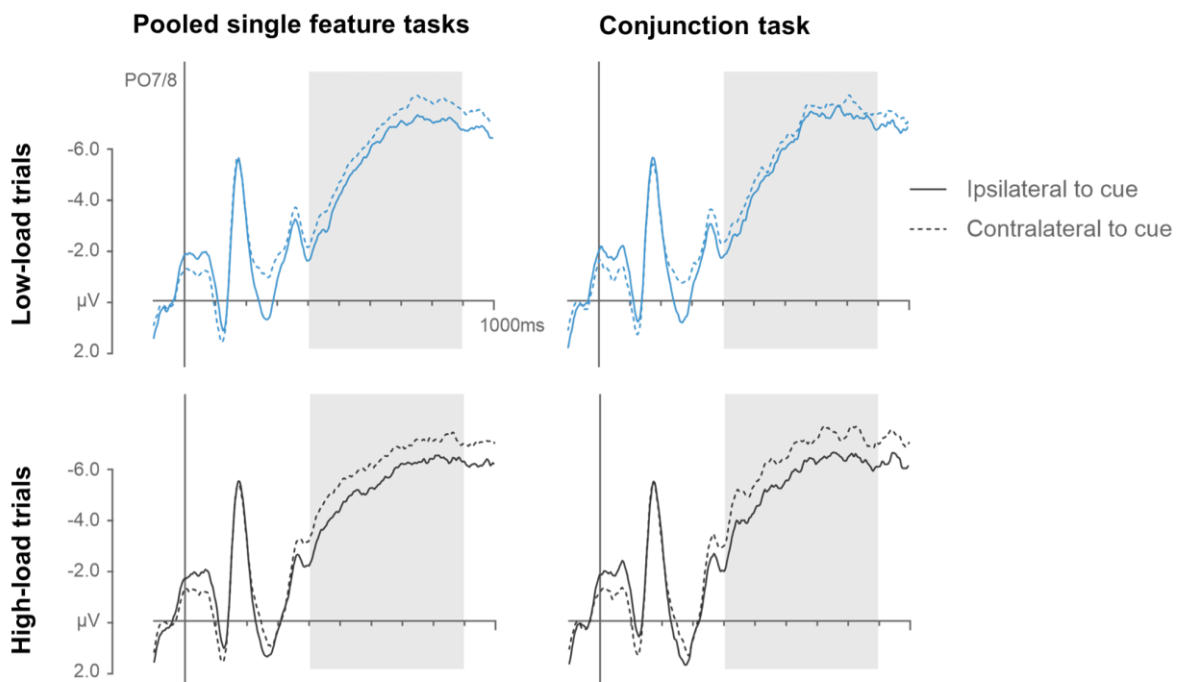 Pooled single feature tasks
Conjunction task
PO7/8
Low-load trials
-6.0
-4.0
-2.0
µV
2.0
1000ms
Ipsilateral to cue
Contralateral to cue
High-load trials
-6.0
-4.0
-2.0
µV
2.0